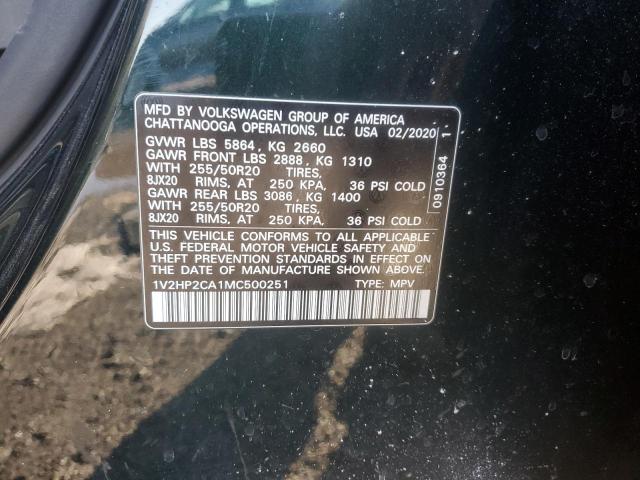 MFD BY VOLKSWAGEN GROUP OF AMERICA
CHATTANOOGA OPERATIONS, LLC. USA 02/2020
GVWR LBS 5864, KG 2660
GAWR FRONT LBS 2888, KG 1310
WITH 255/50R20 TIRES,
8JX20 RIMS, AT 250 KPA, 36 PSI COLD
GAWR REAR LBS 3086, KG 1400
WITH 255/50R20 TIRES,
8JX20 RIMS, AT 250 KPA, 36 PSI COLD
THIS VEHICLE CONFORMS TO ALL APPLICABLE
U.S. FEDERAL MOTOR VEHICLE SAFETY AND
THEFT PREVENTION STANDARDS IN EFFECT ON
THE DATE OF MANUFACTURE SHOWN ABOVE.
1V2HP2CA1MC500251 TYPE: MPV
0910364 1